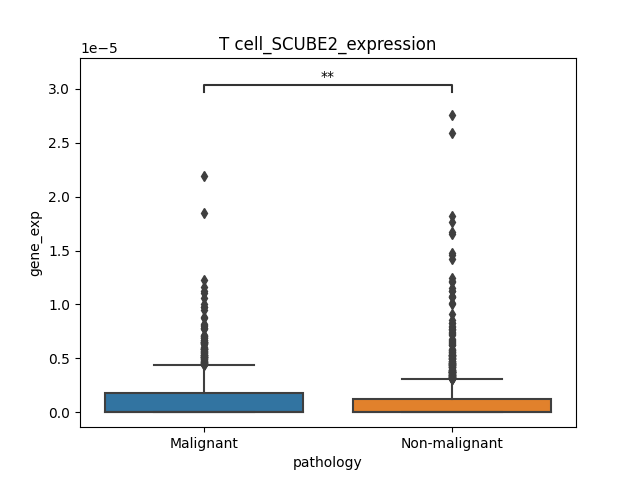 T cell_SCUBE2_expression
1e−5
**
3.0
2.5
2.0
1.5
1.0
0.5
0.0
gene_exp
Malignant
Non-malignant
pathology